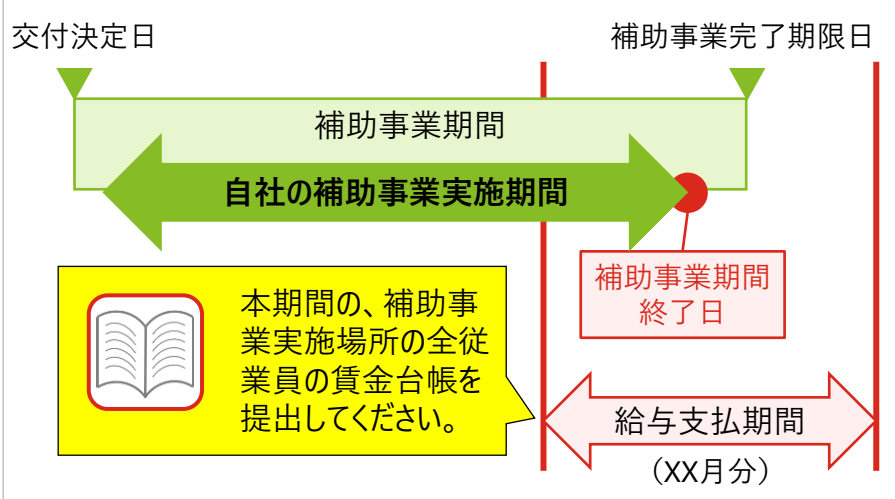 交付決定日
補助事業完了期限日
補助事業期間
自社の補助事業実施期間
補助事業期間
終了日
本期間の、補助事
業実施場所の全従
業員の賃金台帳を
提出してください。
給与支払期間
（XX月分）